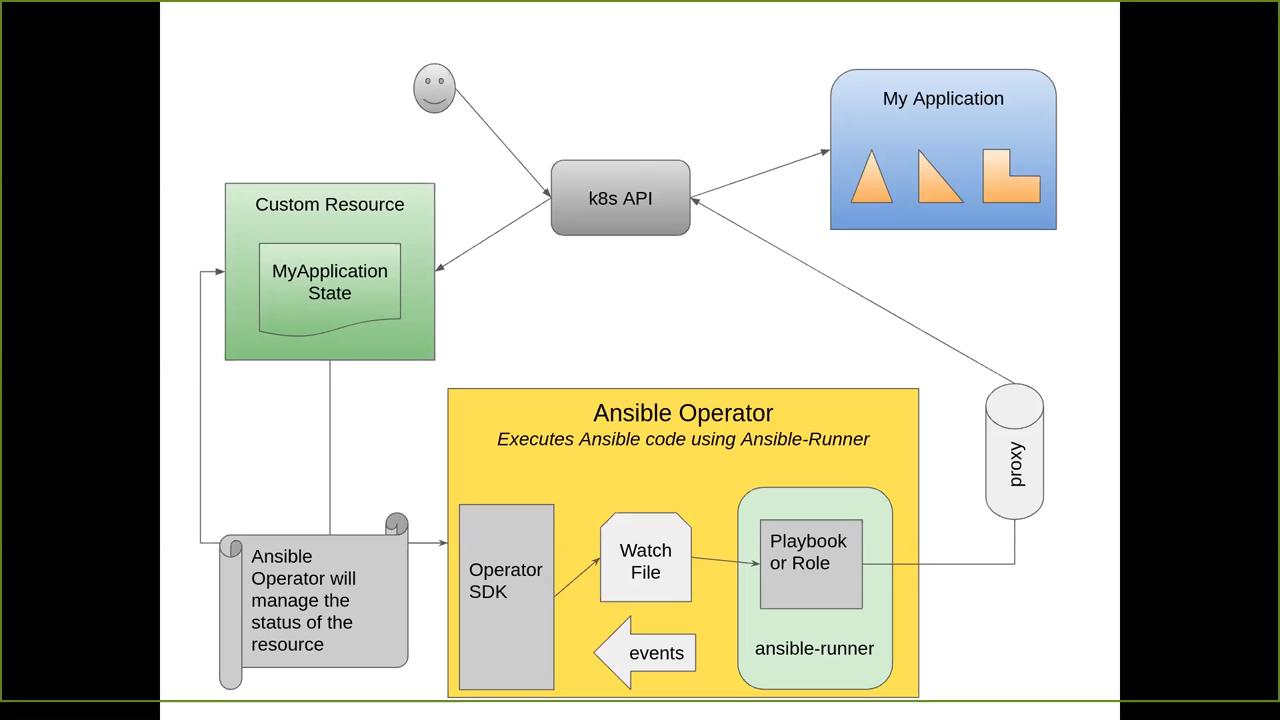 My Application
k8s API
Custom Resource
MyApplication
State
Ansible Operator
Executes Ansible code using Ansible-Runner
proxy
Ansible
Operator will
manage the
status of the
resource
Operator
SDK
Watch
File
events
Playbook
or Role
ansible-runner